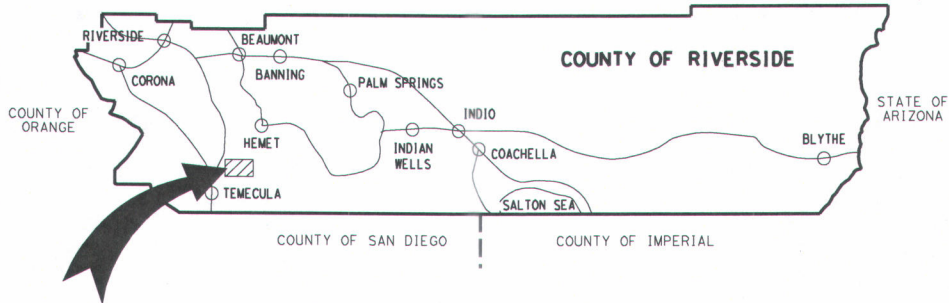 RIVERSIDE
BEAUMONT
COUNTY OF RIVERSIDE
CORONA
BANNING
PALM SPRINGS
COUNTY OF
ORANGE
STATE OF
ARIZONA
INDIO
HEMET
INDIAN
WELLS
COACHELLA
BLYTHE
TEMECULA
SALTON SEA
COUNTY OF SAN DIEGO
COUNTY OF IMPERIAL